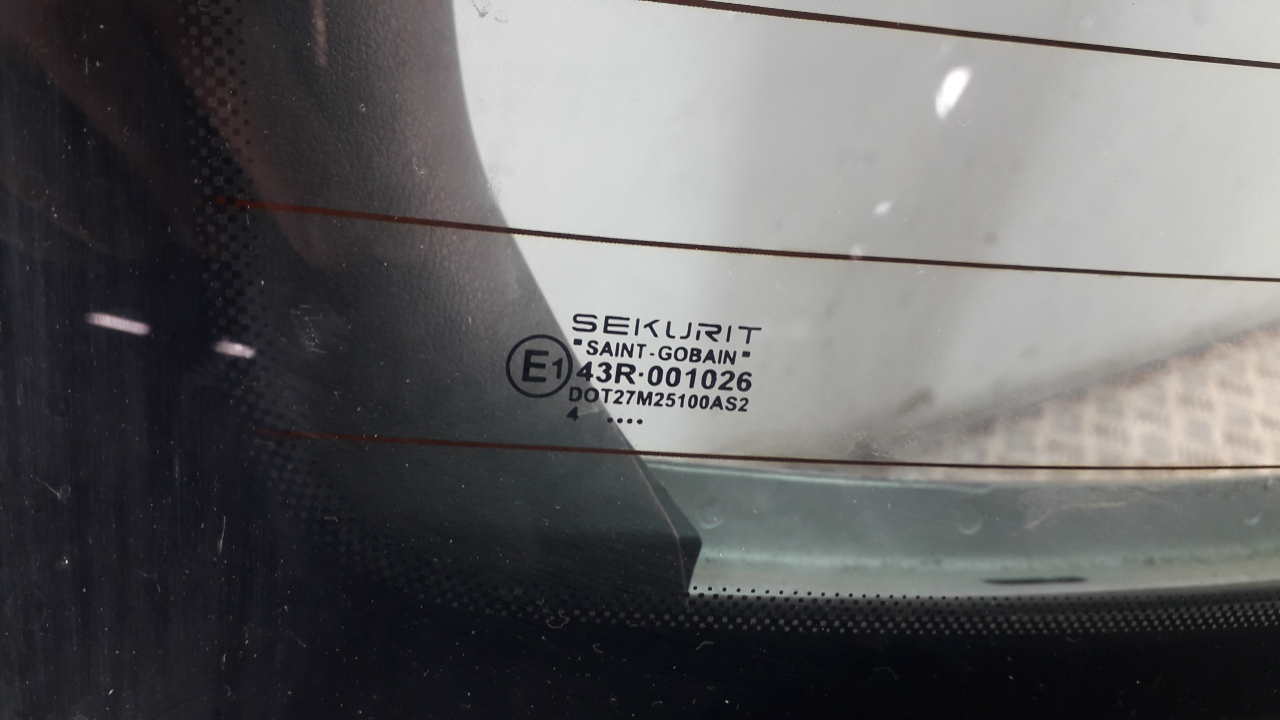 SEKURIT
"SAINT-GOBAIN"
E1 43R-001026
DOT27M25100AS2
4 ....